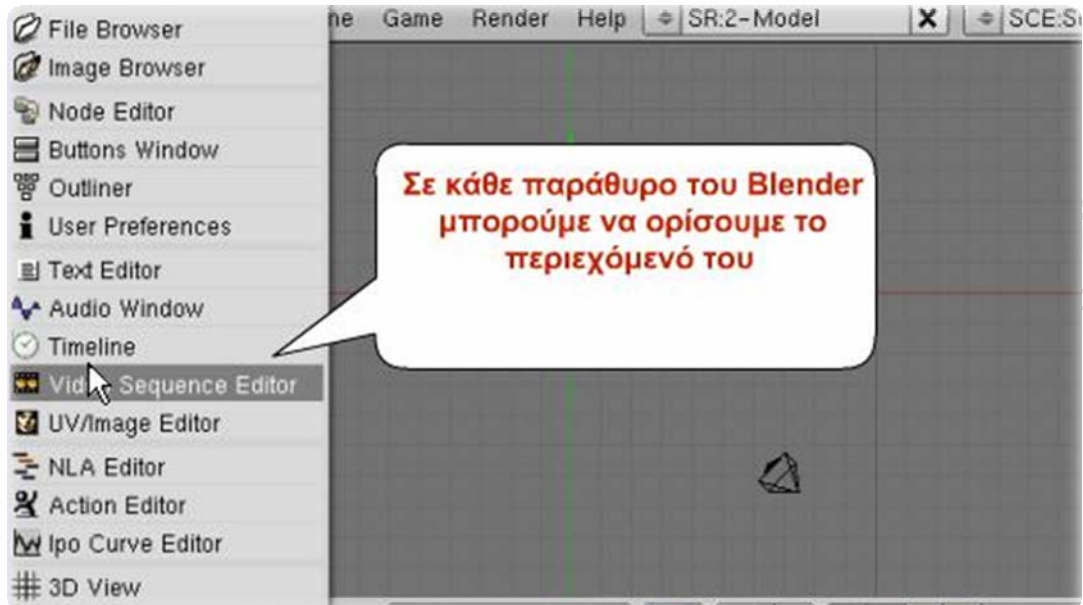 File Browser
Image Browser
Node Editor
Buttons Window
Outliner
User Preferences
Text Editor
Audio Window
Timeline
Sequence Editor
UV/Image Editor
NLA Editor
Action Editor
Ipo Curve Editor
3D View
Game Render Help SR:2-Model X
Σε κάθε παράθυρο του Blender
μπορούμε να ορίσουμε το
περιεχόμενό του